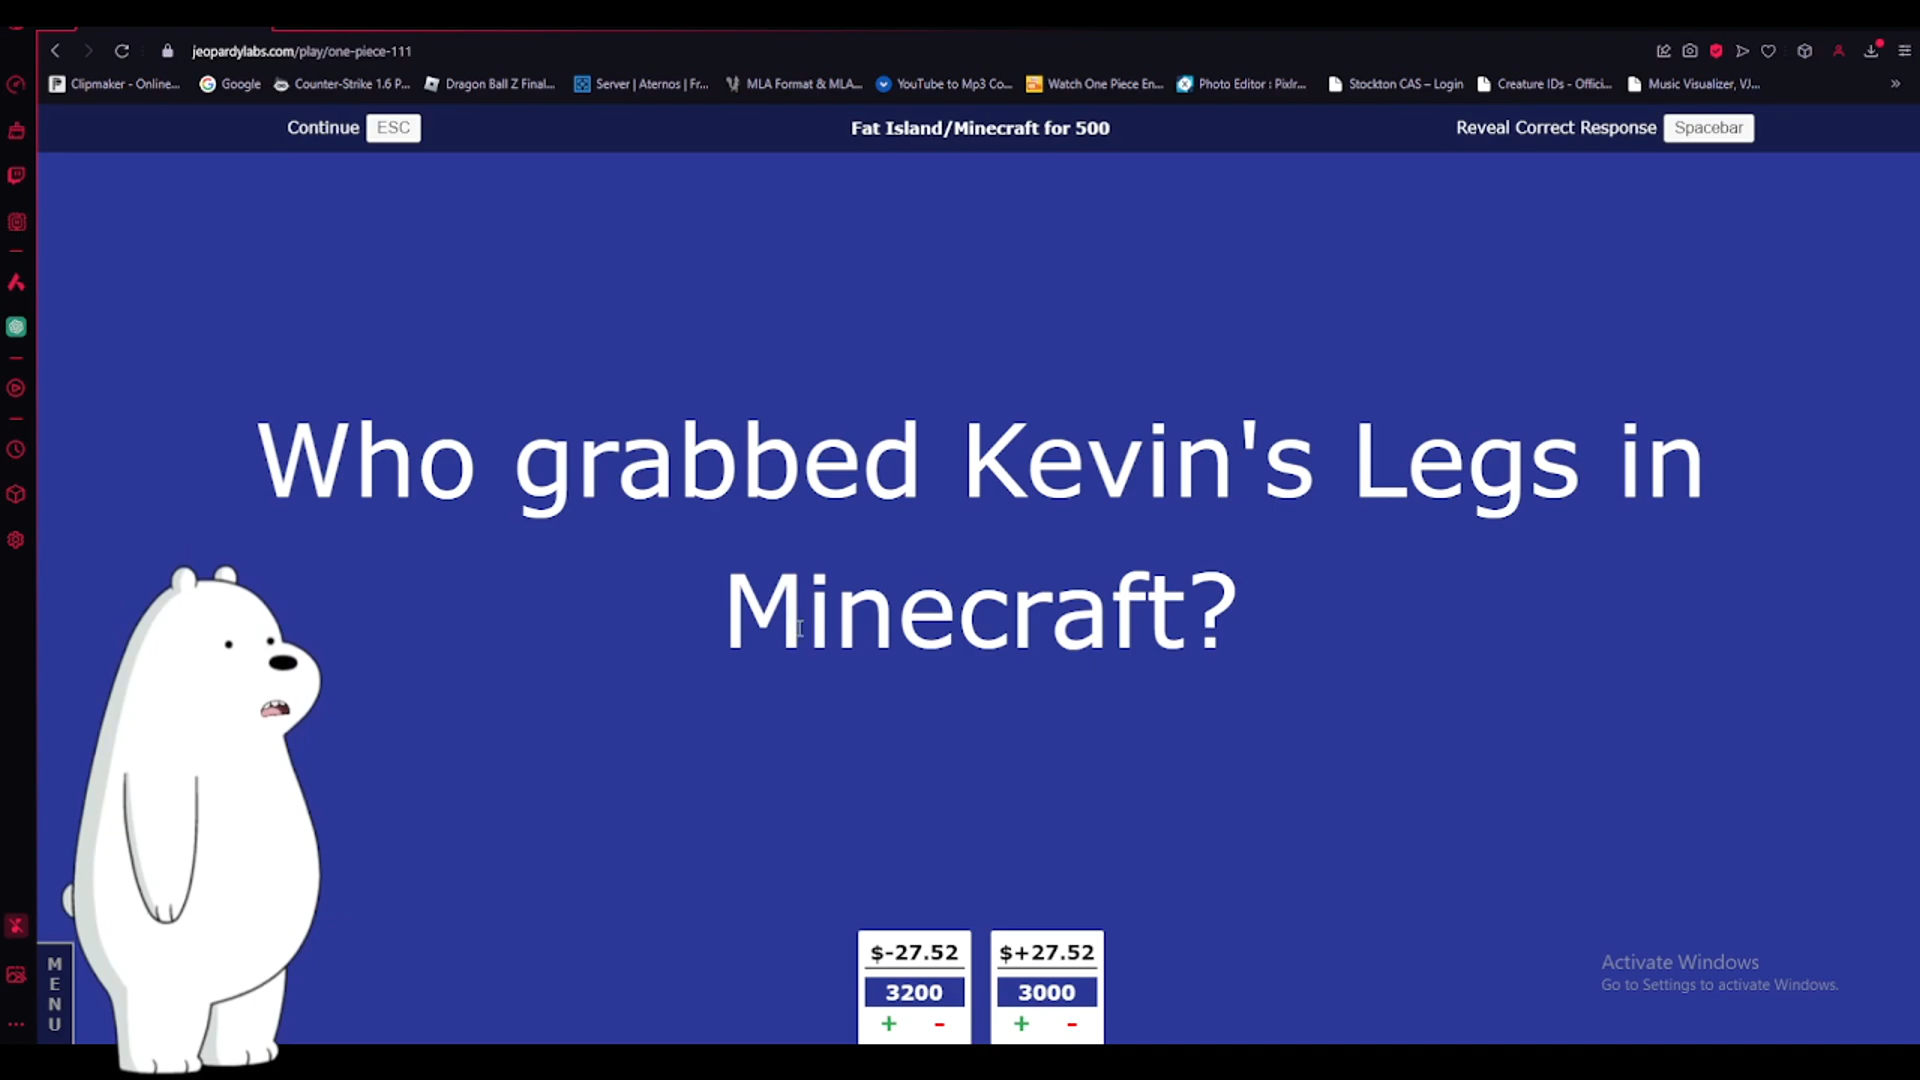 jeopardylabs.com/play/one-piece-111
Clipmaker - Online... Google Counter-Strike 1.6 P... Dragon Ball Z Final... Server | Aternos | Fr... MLA Format & MLA... YouTube to Mp3 Co... Watch One Piece En... Photo Editor : Pixlr... Stockton CAS – Login Creature IDs - Offici... Music Visualizer, VJ... »
Continue ESC Fat Island/Minecraft for 500 Reveal Correct Response Spacebar
Who grabbed Kevin's Legs in
Minecraft?
MENU
$-27.52 $+27.52
3200 3000
+ - + -
Activate Windows
Go to Settings to activate Windows.